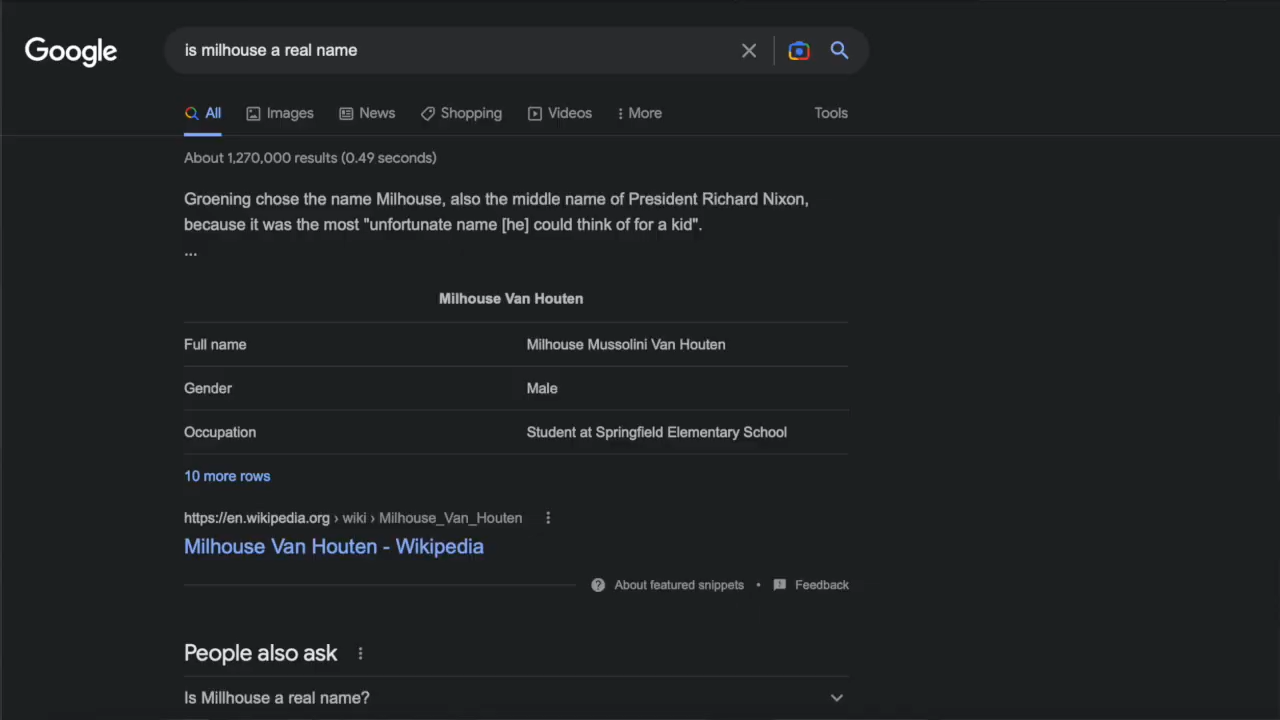 Google
is milhouse a real name
All
Images
News
Shopping
Videos
More
Tools
About 1,270,000 results (0.49 seconds)
Groening chose the name Milhouse, also the middle name of President Richard Nixon,
because it was the most "unfortunate name [he] could think of for a kid".
...
Milhouse Van Houten
Full name Milhouse Mussolini Van Houten
Gender Male
Occupation Student at Springfield Elementary School
10 more rows
https://en.wikipedia.org › wiki › Milhouse_Van_Houten
Milhouse Van Houten - Wikipedia
About featured snippets • Feedback
People also ask
Is Millhouse a real name?